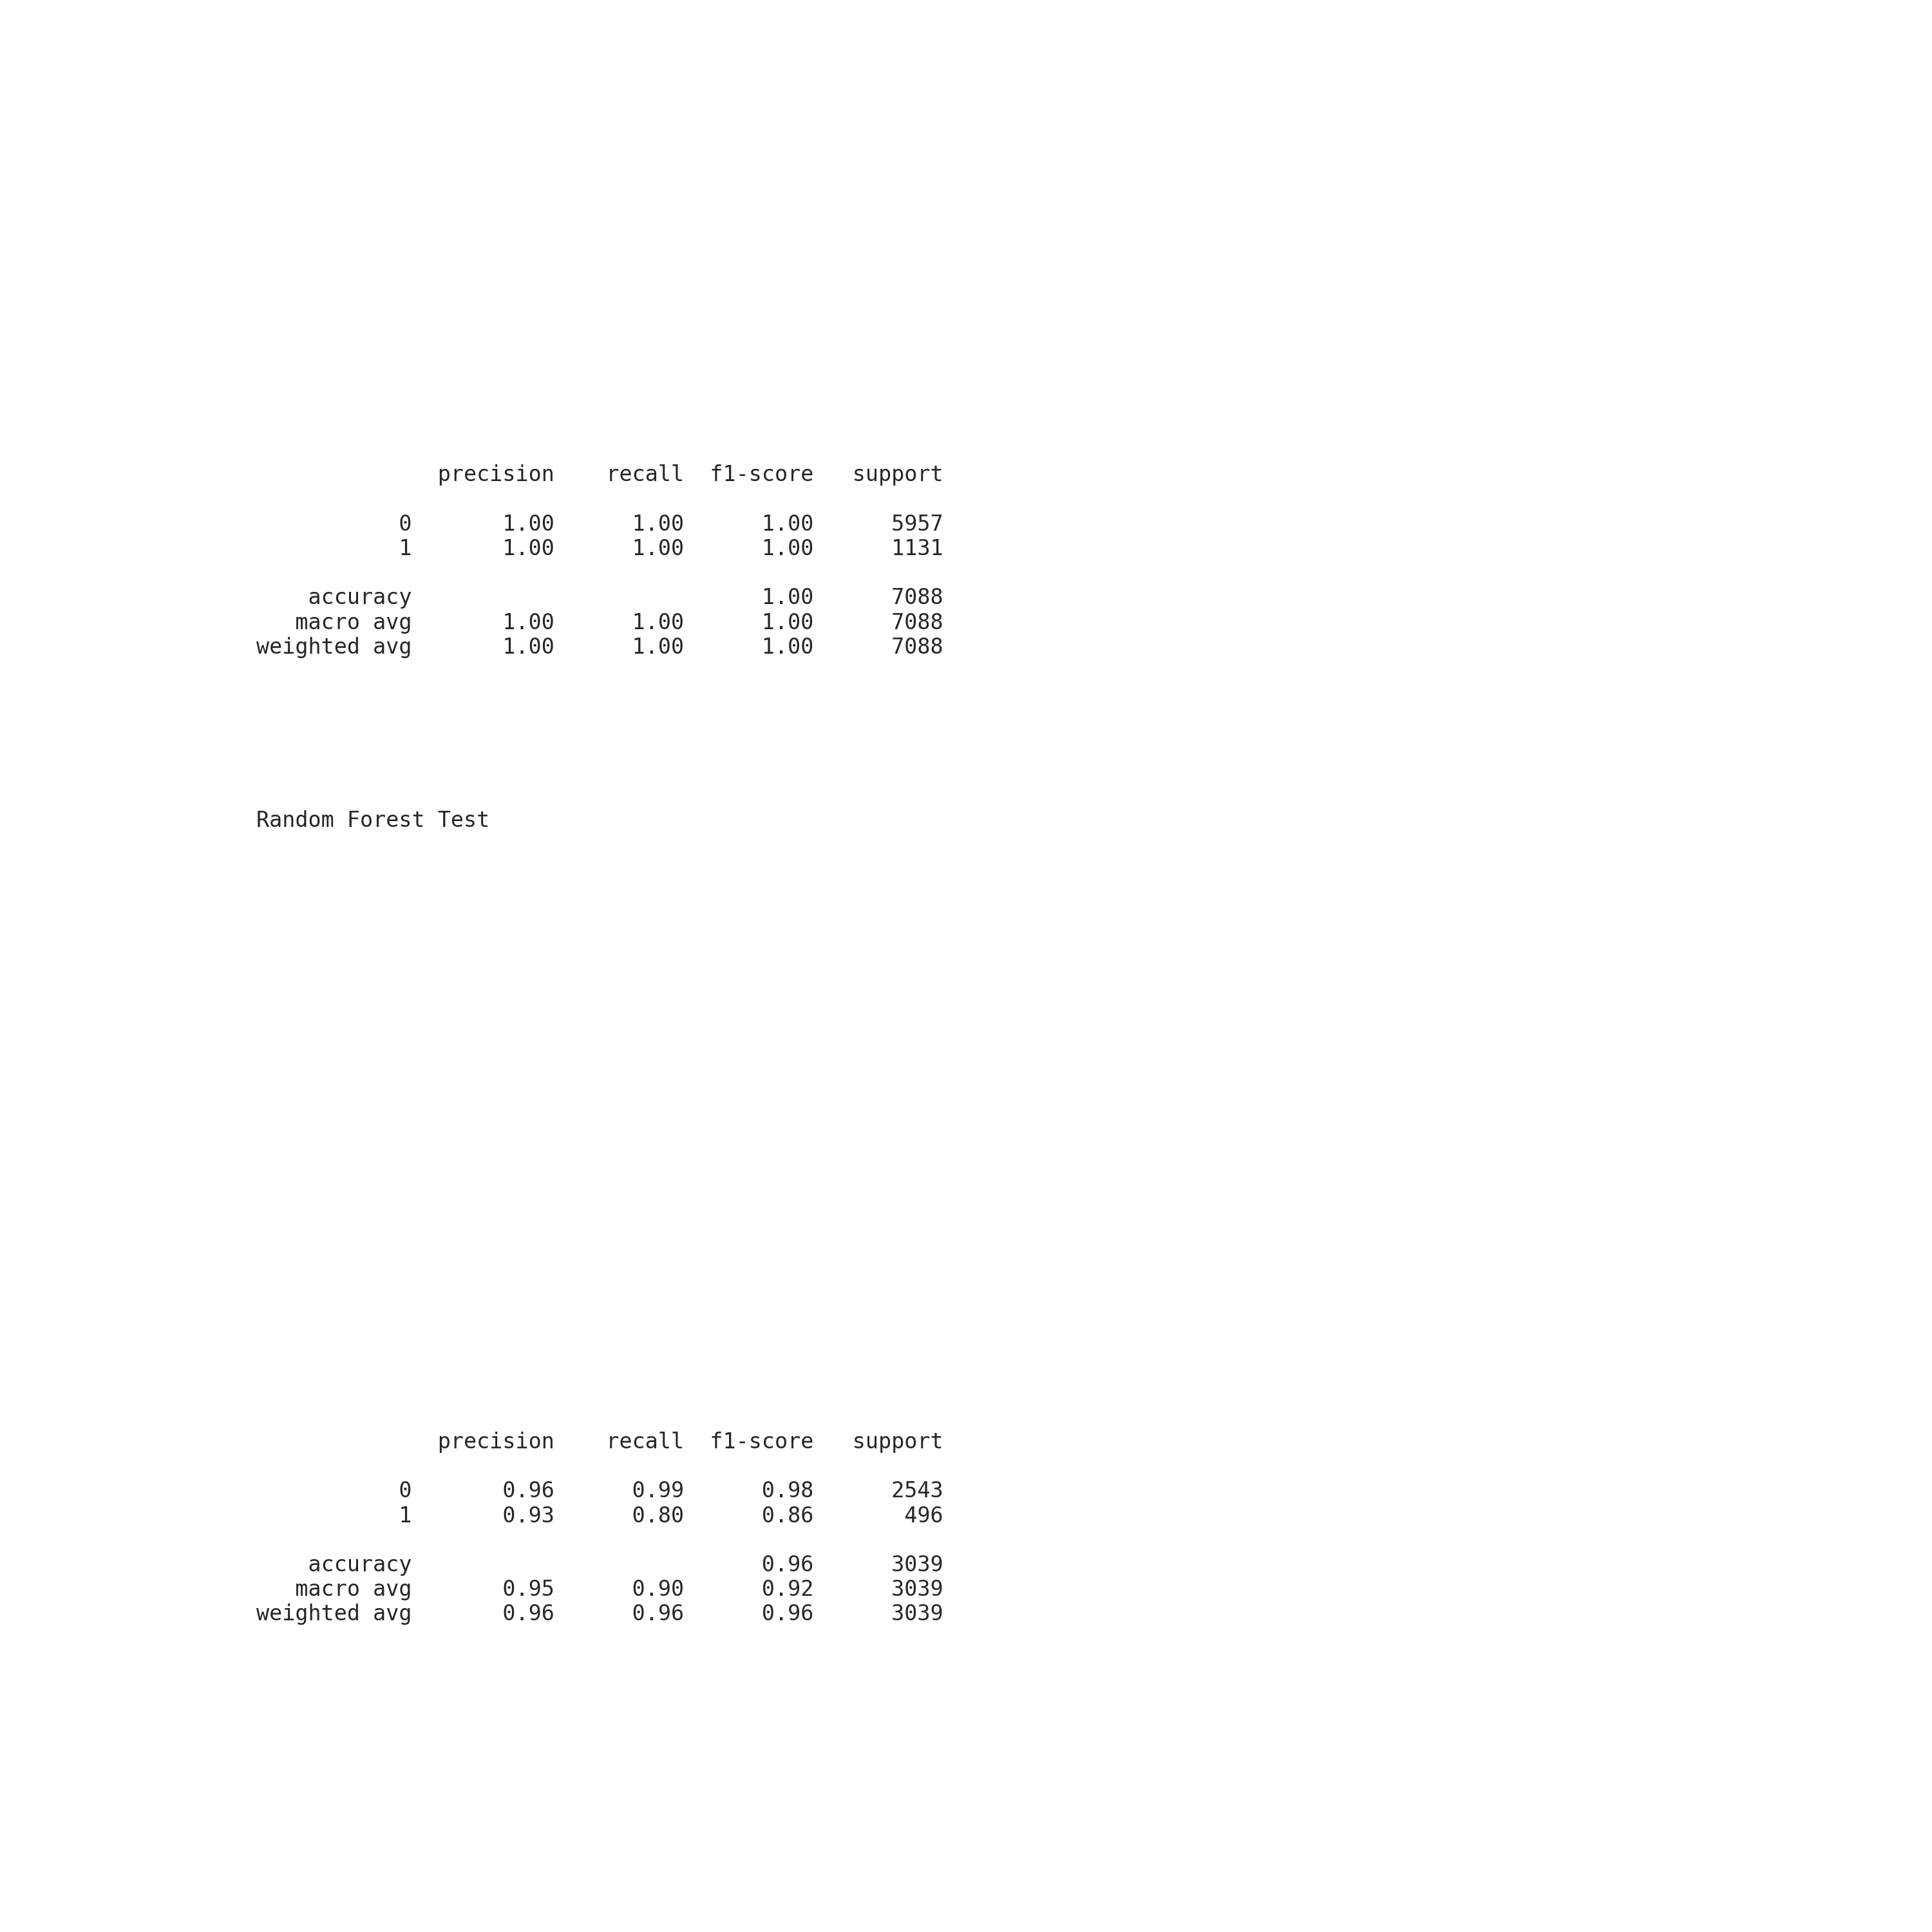 precision    recall  f1-score   support

           0       1.00      1.00      1.00      5957
           1       1.00      1.00      1.00      1131

    accuracy                           1.00      7088
   macro avg       1.00      1.00      1.00      7088
weighted avg       1.00      1.00      1.00      7088

Random Forest Test

              precision    recall  f1-score   support

           0       0.96      0.99      0.98      2543
           1       0.93      0.80      0.86       496

    accuracy                           0.96      3039
   macro avg       0.95      0.90      0.92      3039
weighted avg       0.96      0.96      0.96      3039